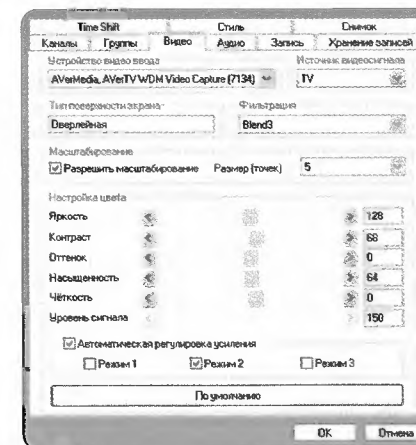 Time Shift Стиль Снимок
Каналы Группы Видео Аудио Запись Хранение записей
Устройство видео ввода Источник видеосигнала
AVerMedia, AVerTV WDM Video Capture (7134) TV
Тип поверхности экрана Фильтрация
Оверлейная Blend3
Масштабирование
Разрешить масштабирование Размер (точек) 5
Настройка цвета
Яркость 128
Контраст 68
Оттенок 0
Насыщенность 64
Чёткость 0
Уровень сигнала 150
Автоматическая регулировка усиления
Режим 1 Режим 2 Режим 3
По умолчанию
OK Отмена